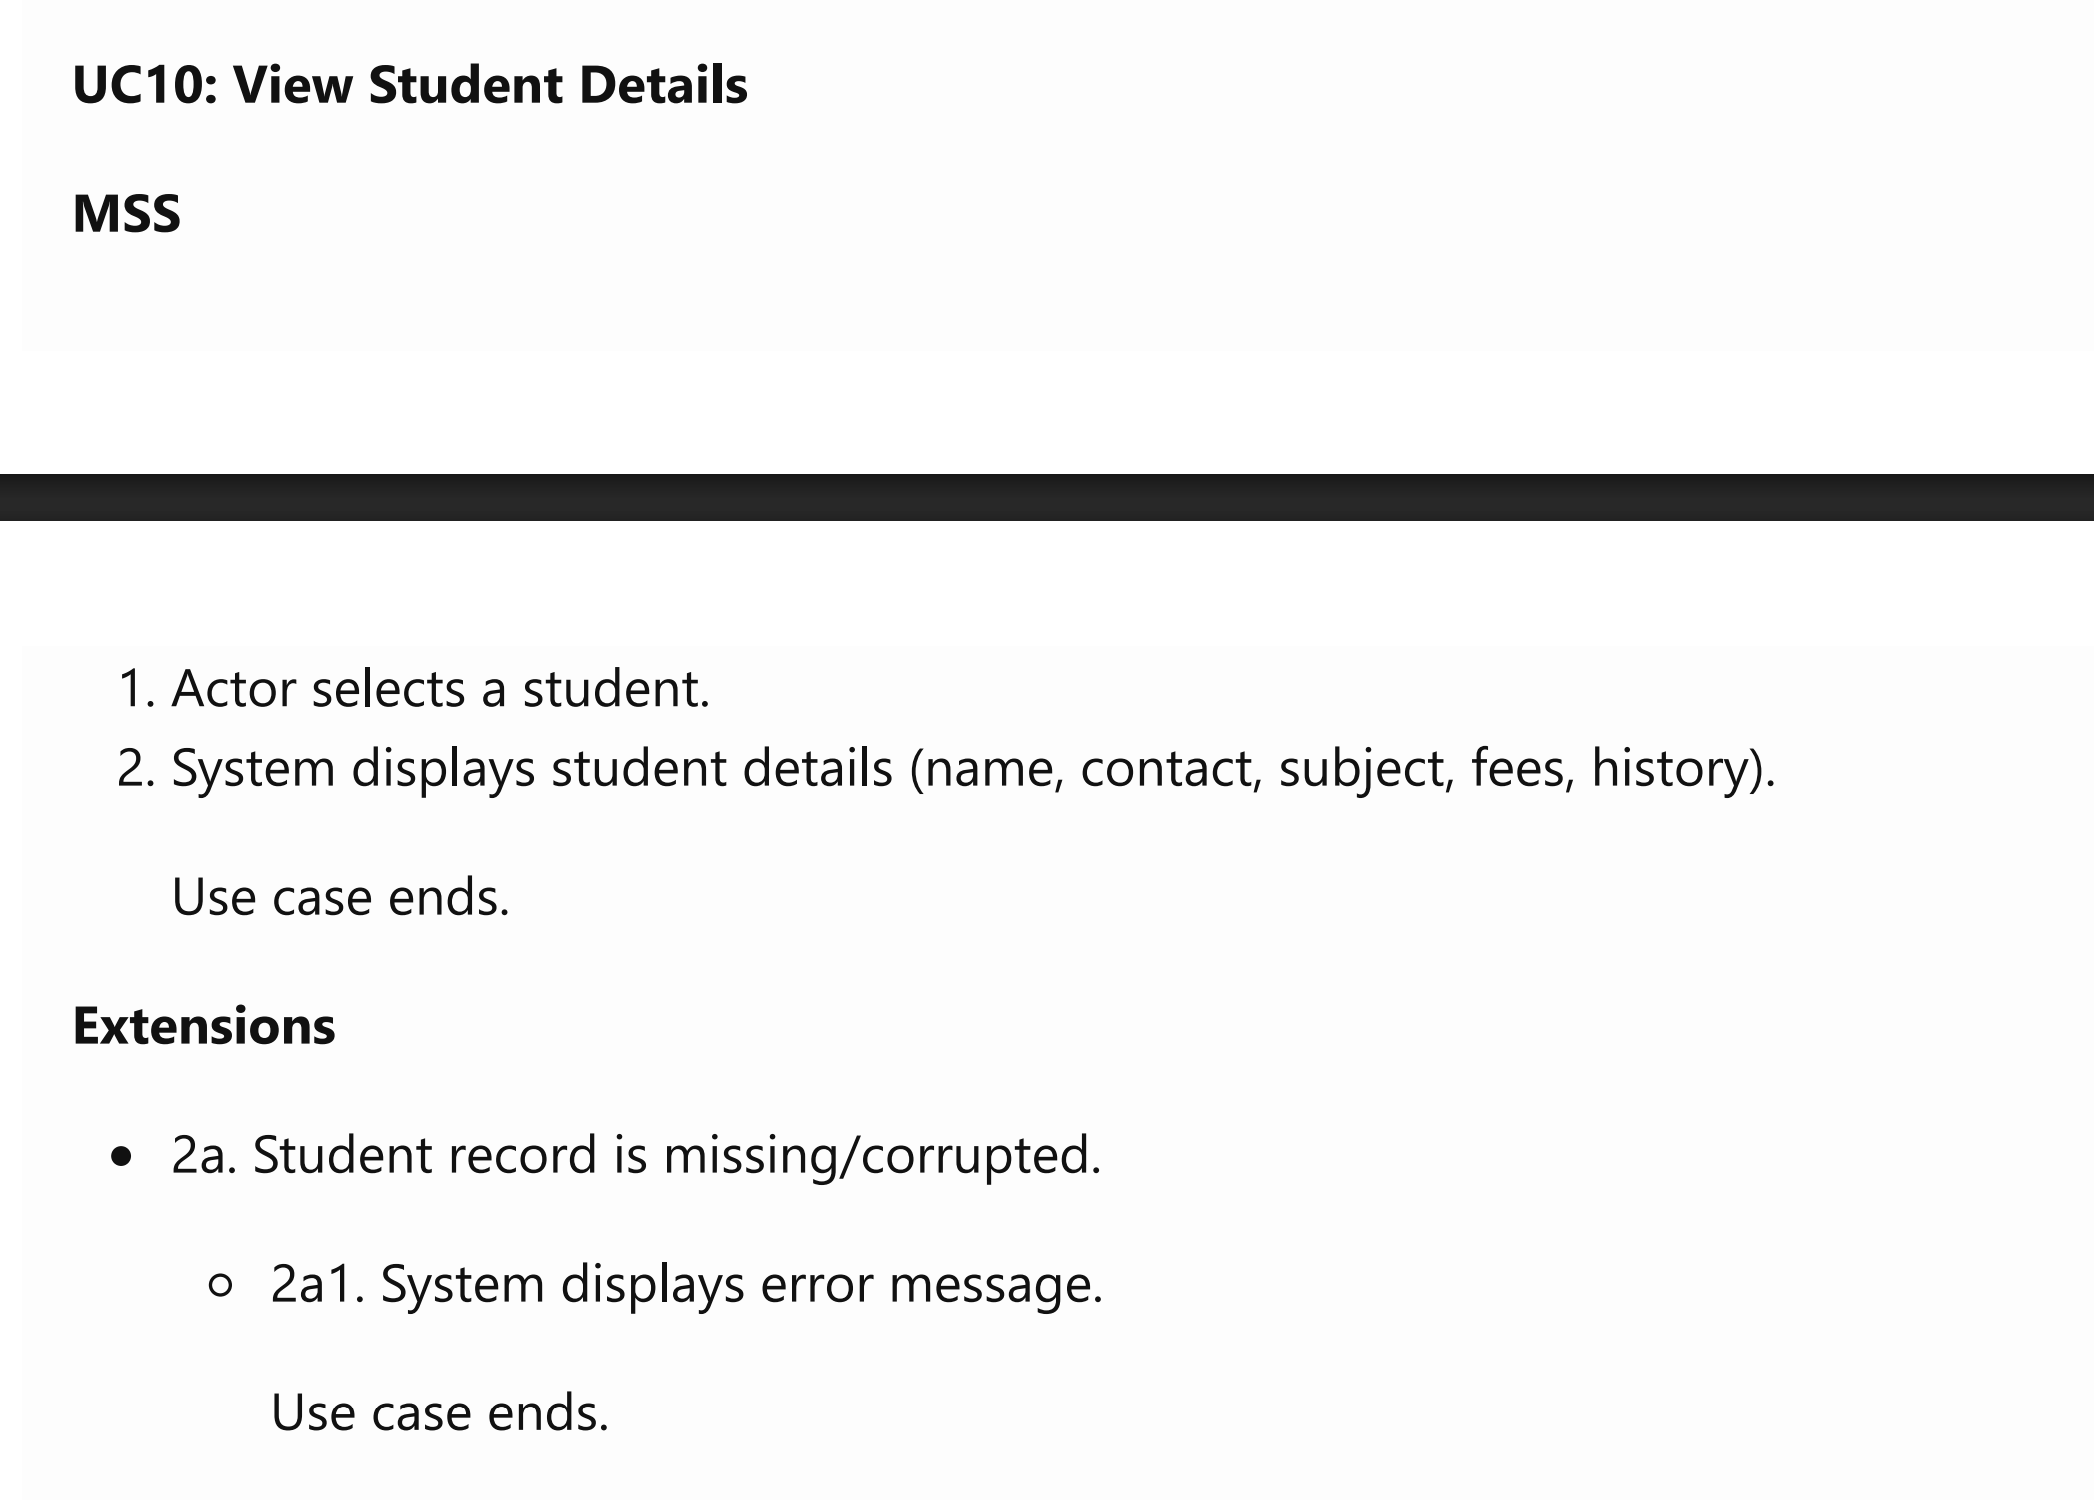 UC10: View Student Details
MSS
1. Actor selects a student.
2. System displays student details (name, contact, subject, fees, history).
Use case ends.
Extensions
● 2a. Student record is missing/corrupted.
○ 2a1. System displays error message.
Use case ends.